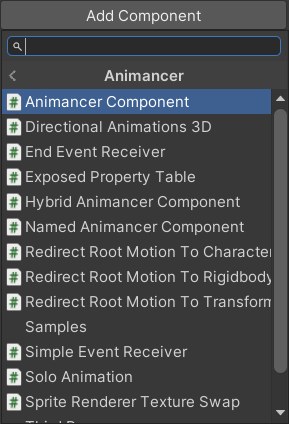 Add Component
Animancer
Animancer Component
Directional Animations 3D
End Event Receiver
Exposed Property Table
Hybrid Animancer Component
Named Animancer Component
Redirect Root Motion To Character
Redirect Root Motion To Rigidbody
Redirect Root Motion To Transform
Samples
Simple Event Receiver
Solo Animation
Sprite Renderer Texture Swap